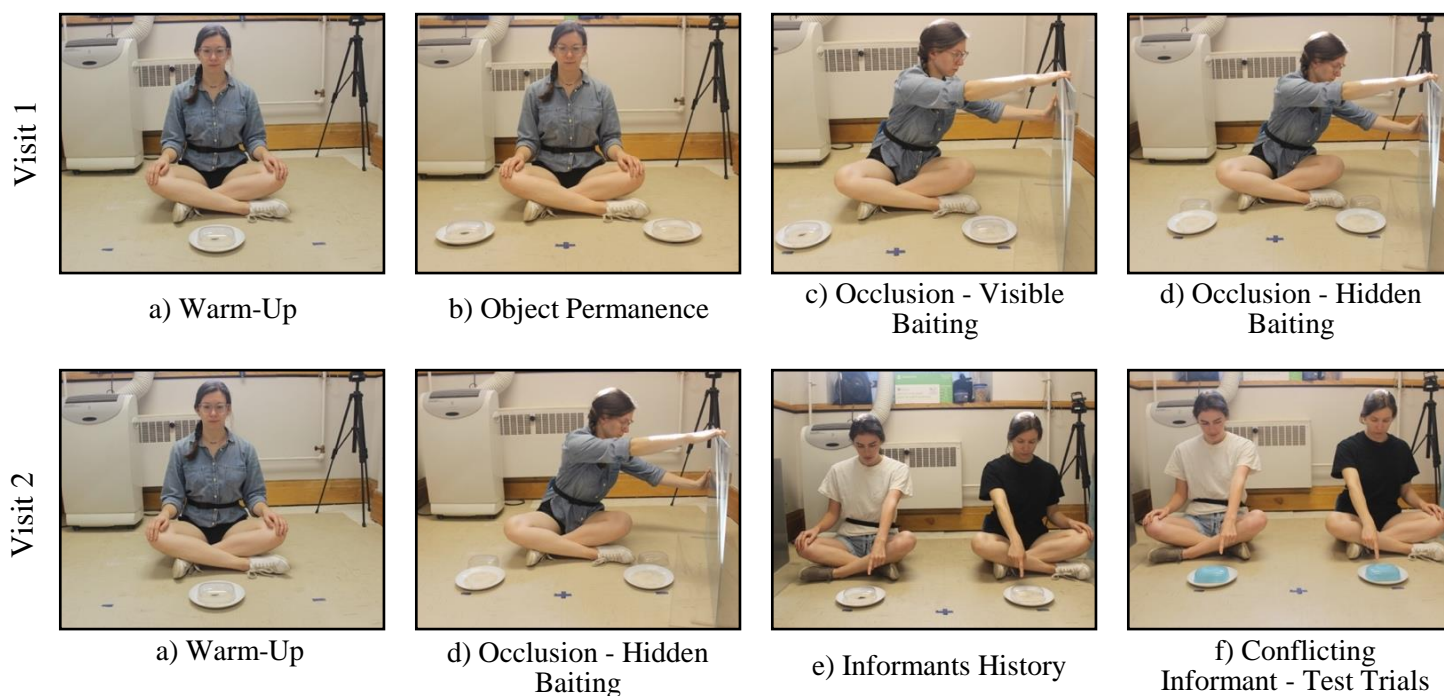 Visit 1
a) Warm-Up
b) Object Permanence
c) Occlusion - Visible
Baiting
d) Occlusion - Hidden
Baiting
Visit 2
a) Warm-Up
d) Occlusion - Hidden
Baiting
e) Informants History
f) Conflicting
Informant - Test Trials